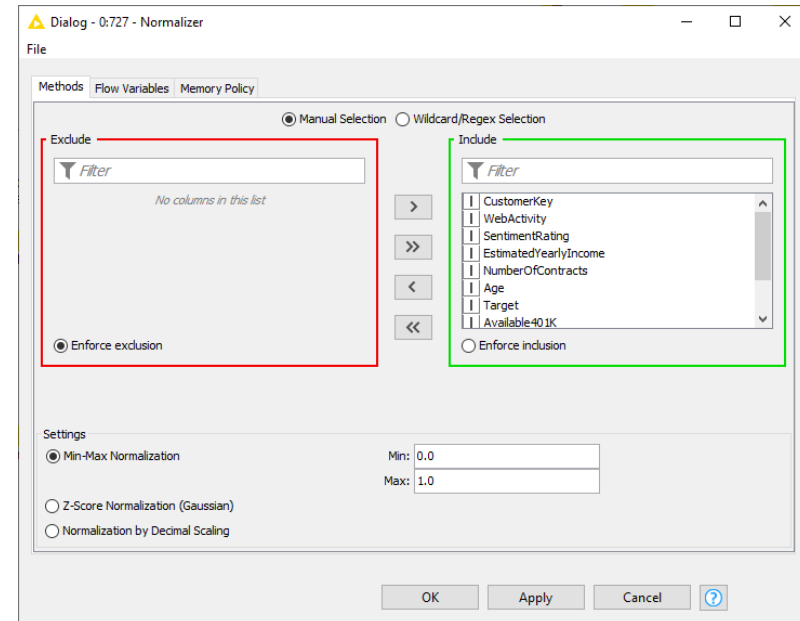 Dialog - 0:727 - Normalizer
File
Methods Flow Variables Memory Policy
Manual Selection Wildcard/Regex Selection
Exclude
Filter
No columns in this list
Enforce exclusion
>
>>
<
<<
Include
Filter
I CustomerKey
I WebActivity
I SentimentRating
I EstimatedYearlyIncome
I NumberOfContracts
I Age
I Target
I Available401K
Enforce inclusion
Settings
Min-Max Normalization Min: 0.0
Max: 1.0
Z-Score Normalization (Gaussian)
Normalization by Decimal Scaling
OK Apply Cancel ?